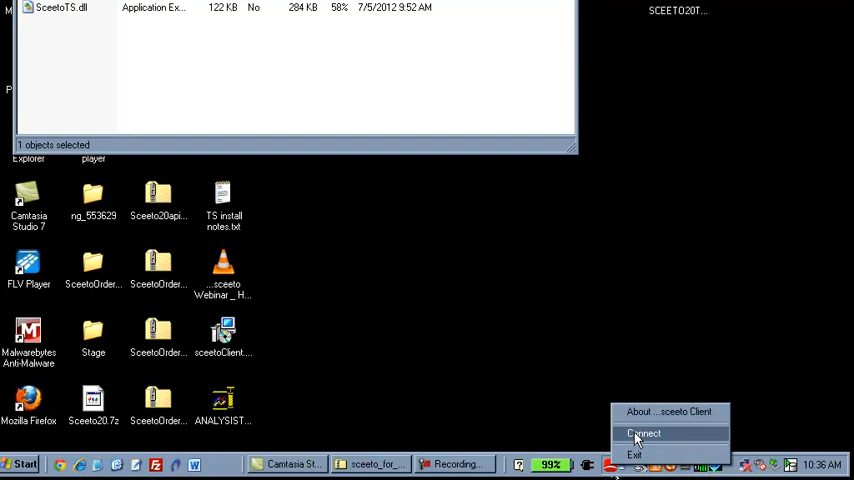 SceetoTS.dll Application Ex... 122 KB No 284 KB 58% 7/5/2012 9:52 AM
SCEETO20T...
M
P
1 objects selected
Explorer player
Camtasia Studio 7
ng_553629
Sceeto20api...
TS install notes.txt
FLV Player
SceetoOrder...
SceetoOrder...
...sceeto Webinar _ H...
Malwarebytes Anti-Malware
Stage
SceetoOrder...
sceetoClient....
Mozilla Firefox
Sceeto20.7z
SceetoOrder...
ANALYSIST...
About ...sceeto Client
Connect
Exit
Start
Camtasia St...
sceeto_for_...
Recording...
99%
10:36 AM